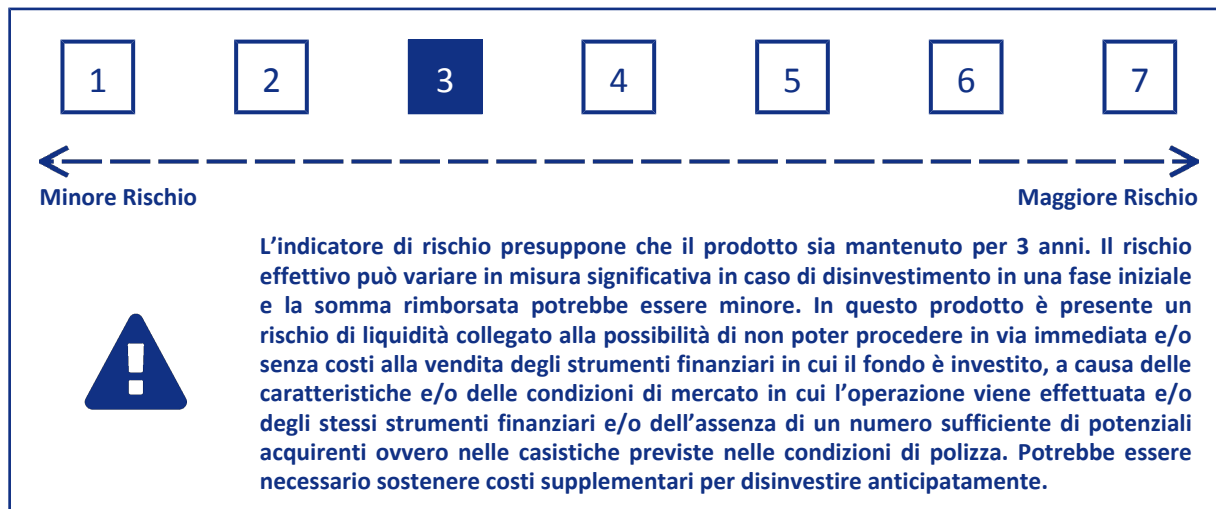 1 2 3 4 5 6 7
Minore Rischio Maggiore Rischio
L’indicatore di rischio presuppone che il prodotto sia mantenuto per 3 anni. Il rischio
effettivo può variare in misura significativa in caso di disinvestimento in una fase iniziale
e la somma rimborsata potrebbe essere minore. In questo prodotto è presente un
rischio di liquidità collegato alla possibilità di non poter procedere in via immediata e/o
senza costi alla vendita degli strumenti finanziari in cui il fondo è investito, a causa delle
caratteristiche e/o delle condizioni di mercato in cui l’operazione viene effettuata e/o
degli stessi strumenti finanziari e/o dell’assenza di un numero sufficiente di potenziali
acquirenti ovvero nelle casistiche previste nelle condizioni di polizza. Potrebbe essere
necessario sostenere costi supplementari per disinvestire anticipatamente.